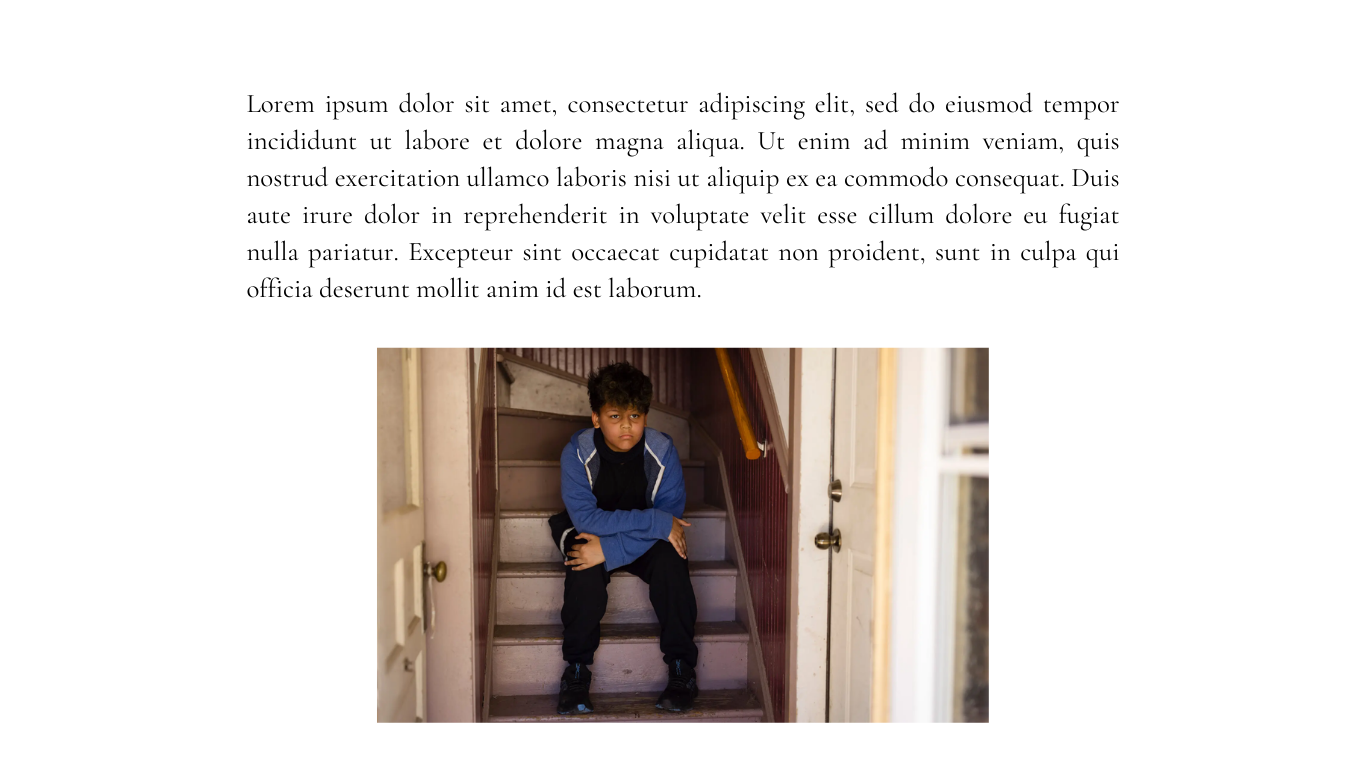 Lorem ipsum dolor sit amet, consectetur adipiscing elit, sed do eiusmod tempor
incididunt ut labore et dolore magna aliqua. Ut enim ad minim veniam, quis
nostrud exercitation ullamco laboris nisi ut aliquip ex ea commodo consequat. Duis
aute irure dolor in reprehenderit in voluptate velit esse cillum dolore eu fugiat
nulla pariatur. Excepteur sint occaecat cupidatat non proident, sunt in culpa qui
officia deserunt mollit anim id est laborum.